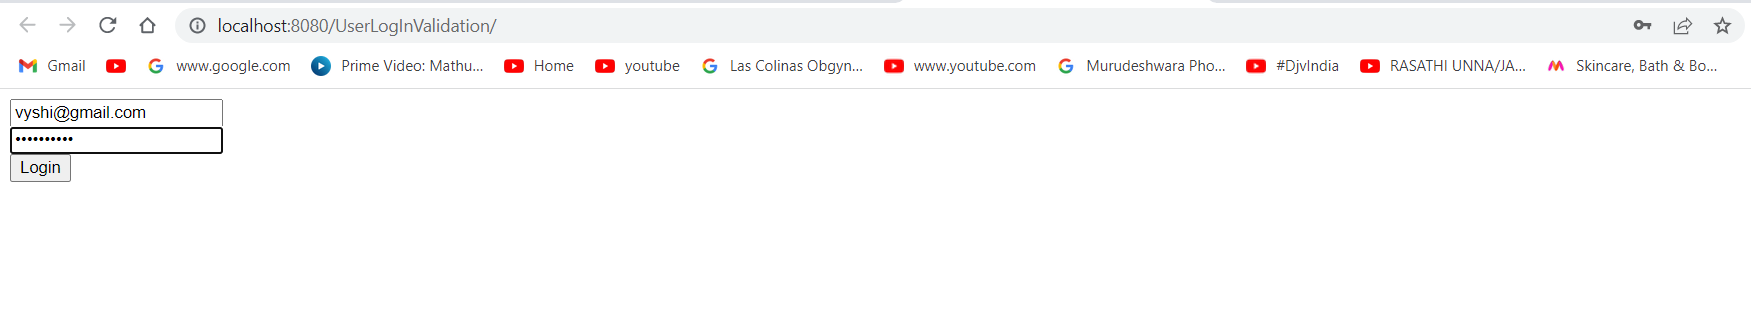 localhost:8080/UserLogInValidation/
Gmail www.google.com Prime Video: Mathu... Home youtube Las Colinas Obgyn... www.youtube.com Murudeshwara Pho... #DjvIndia RASATHI UNNA/JA... Skincare, Bath & Bo...
vyshi@gmail.com
••••••••••
Login